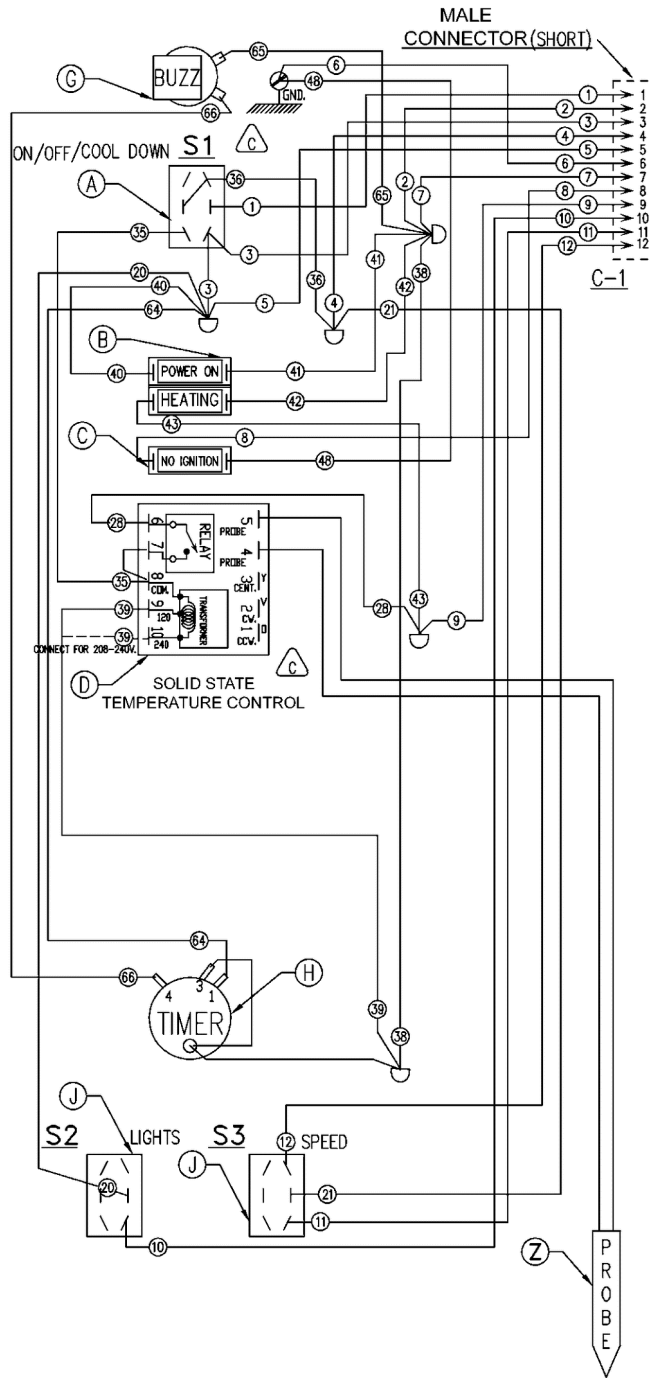 MALE
CONNECTOR (SHORT)
65
6
G
BUZZ
48
GND.
1
1
2
2
66
3
3
4
4
C
ON/OFF/COOL DOWN S1
5
5
6
6
36
2
7
7
7
A
65
8
8
1
9
9
35
10
10
3
11
11
41
12
12
20
38
C-1
3
36
42
40
5
4
64
21
B
40
POWER ON
41
HEATING
42
43
C
8
NO IGNITION
48
28
6
RELAY
5
PROBE
7
4
PROBE
35
8
COM.
3
Y
CENT.
28
43
39
9
120
TRANSFORMER
2
V
CW.
9
39
10
240
1
D
CCW.
CONNECT FOR 208-240V.
D
C
SOLID STATE
TEMPERATURE CONTROL
64
66
3
H
4
1
TIMER
39
38
J
J
S2
LIGHTS
S3
12
SPEED
20
21
11
10
Z
PROBE